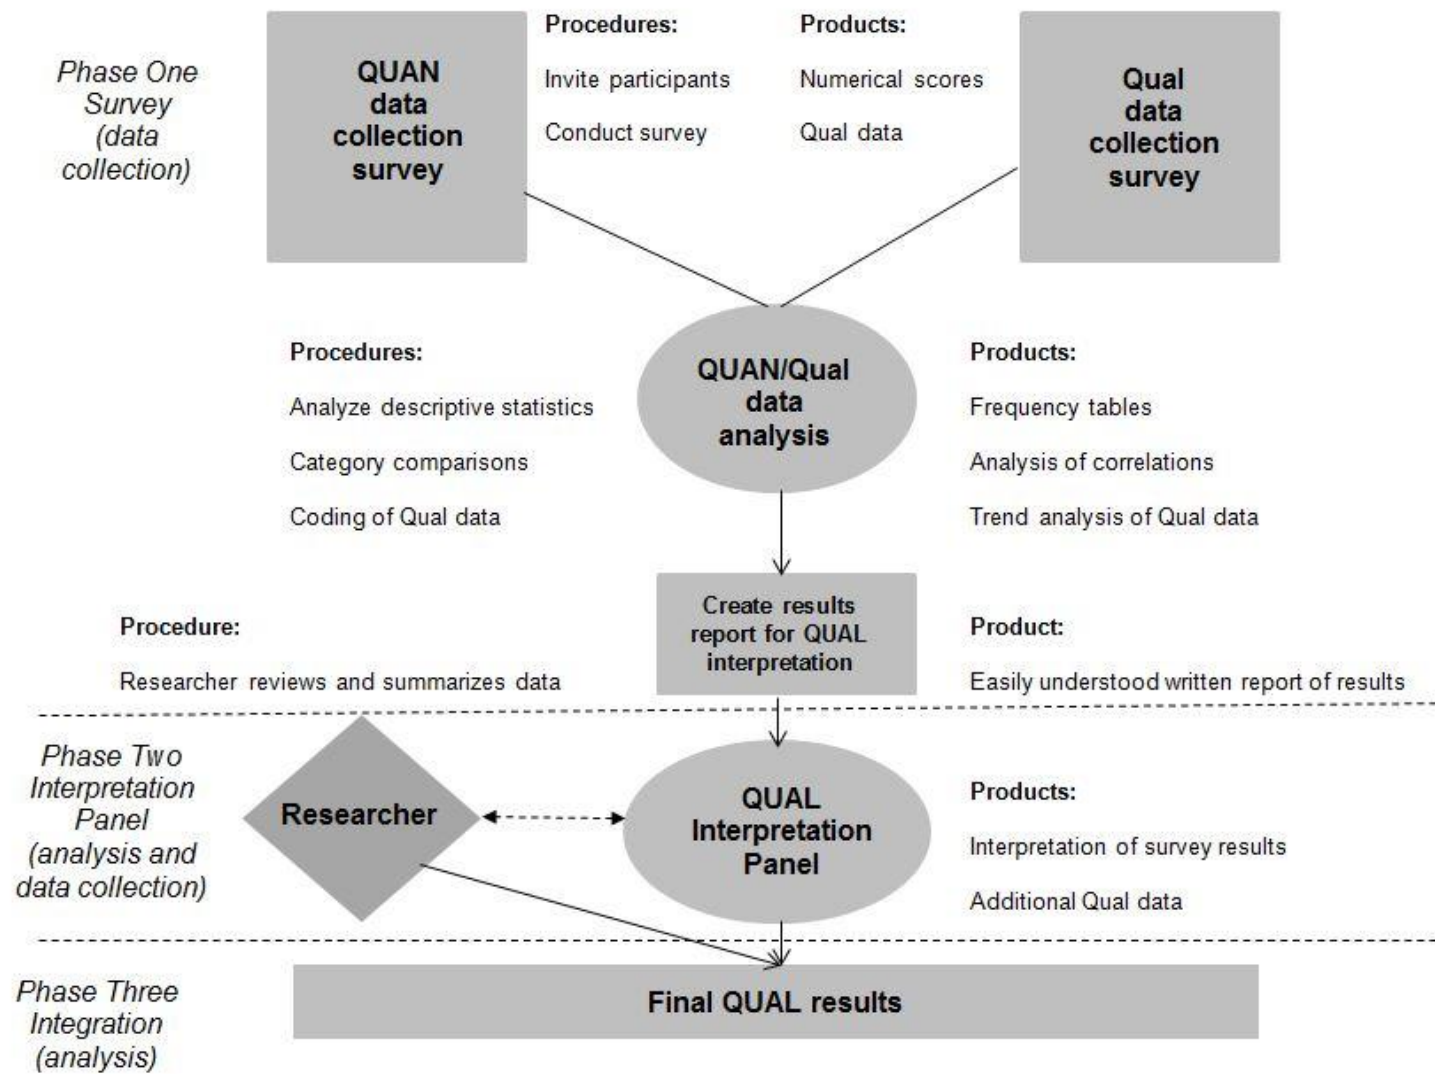 Phase One
Survey
(data
collection)
QUAN
data
collection
survey
Procedures:
Invite participants
Conduct survey
Products:
Numerical scores
Qual data
Qual
data
collection
survey
Procedures:
Analyze descriptive statistics
Category comparisons
Coding of Qual data
QUAN/Qual
data
analysis
Products:
Frequency tables
Analysis of correlations
Trend analysis of Qual data
Procedure:
Researcher reviews and summarizes data
Create results
report for QUAL
interpretation
Product:
Easily understood written report of results
Phase Two
Interpretation
Panel
(analysis and
data collection)
Researcher
QUAL
Interpretation
Panel
Products:
Interpretation of survey results
Additional Qual data
Phase Three
Integration
(analysis)
Final QUAL results